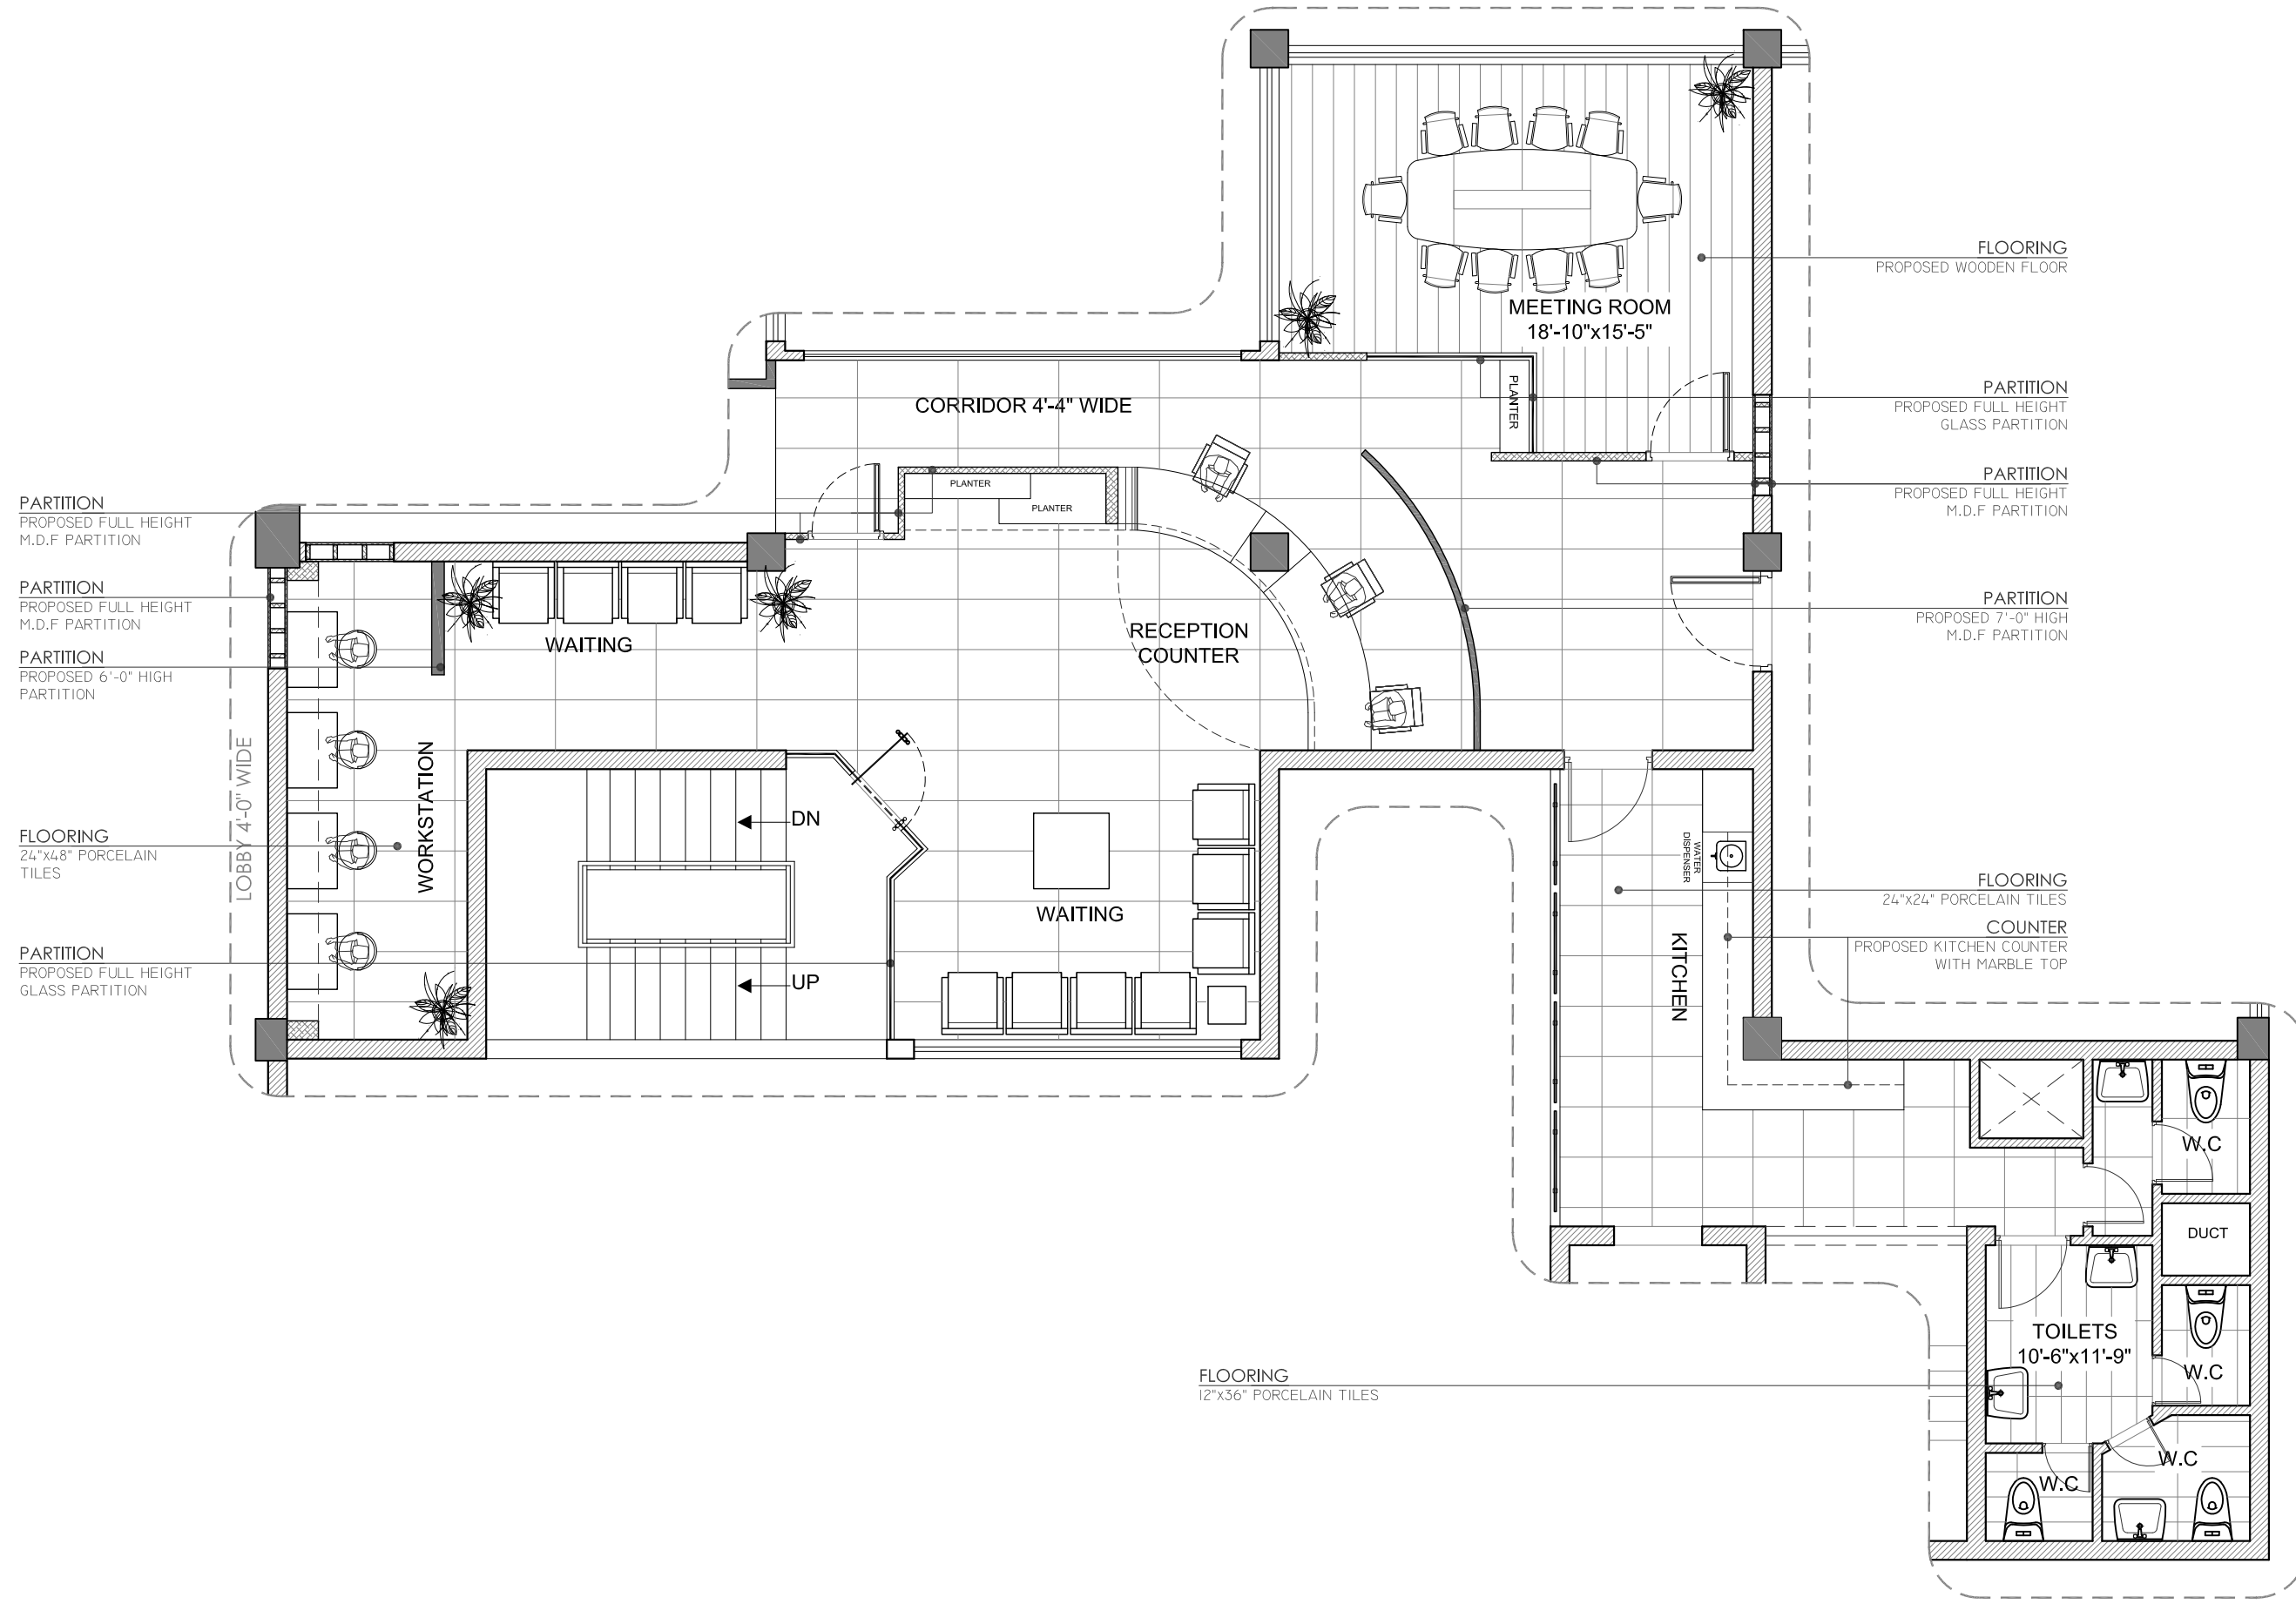 FLOORING
PROPOSED WOODEN FLOOR
MEETING ROOM
18'-10"x15'-5"
PARTITION
PROPOSED FULL HEIGHT
GLASS PARTITION
PLANTER
CORRIDOR 4'-4" WIDE
PARTITION
PROPOSED FULL HEIGHT
M.D.F PARTITION
PLANTER
PLANTER
PARTITION
PROPOSED FULL HEIGHT
M.D.F PARTITION
PARTITION
PROPOSED FULL HEIGHT
M.D.F PARTITION
PARTITION
PROPOSED 7'-0" HIGH
M.D.F PARTITION
WAITING
RECEPTION
COUNTER
PARTITION
PROPOSED 6'-0" HIGH
PARTITION
LOBBY 4'-0" WIDE
WORKSTATION
DN
FLOORING
24"x48" PORCELAIN
TILES
WATER
DISPENSER
FLOORING
24"x24" PORCELAIN TILES
WAITING
COUNTER
PROPOSED KITCHEN COUNTER
WITH MARBLE TOP
KITCHEN
PARTITION
PROPOSED FULL HEIGHT
GLASS PARTITION
UP
W.C
DUCT
TOILETS
10'-6"x11'-9"
W.C
FLOORING
12"x36" PORCELAIN TILES
W.C
W.C